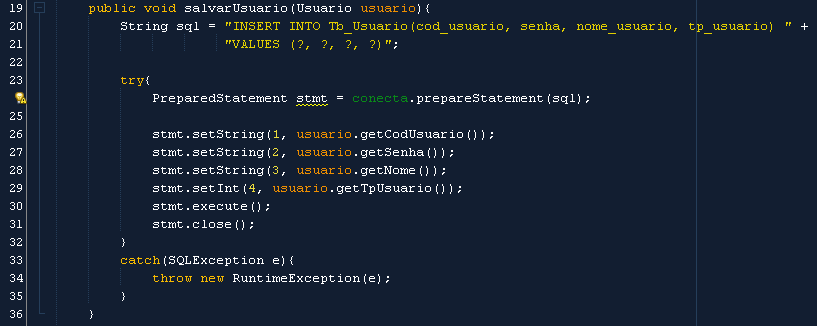 19 public void salvarUsuario(Usuario usuario){
20 String sql = "INSERT INTO Tb_Usuario(cod_usuario, senha, nome_usuario, tp_usuario) " +
21 "VALUES (?, ?, ?, ?)";
22
23 try{
PreparedStatement stmt = conecta.prepareStatement(sql);
25
26 stmt.setString(1, usuario.getCodUsuario());
27 stmt.setString(2, usuario.getSenha());
28 stmt.setString(3, usuario.getNome());
29 stmt.setInt(4, usuario.getTpUsuario());
30 stmt.execute();
31 stmt.close();
32 }
33 catch(SQLException e){
34 throw new RuntimeException(e);
35 }
36 }